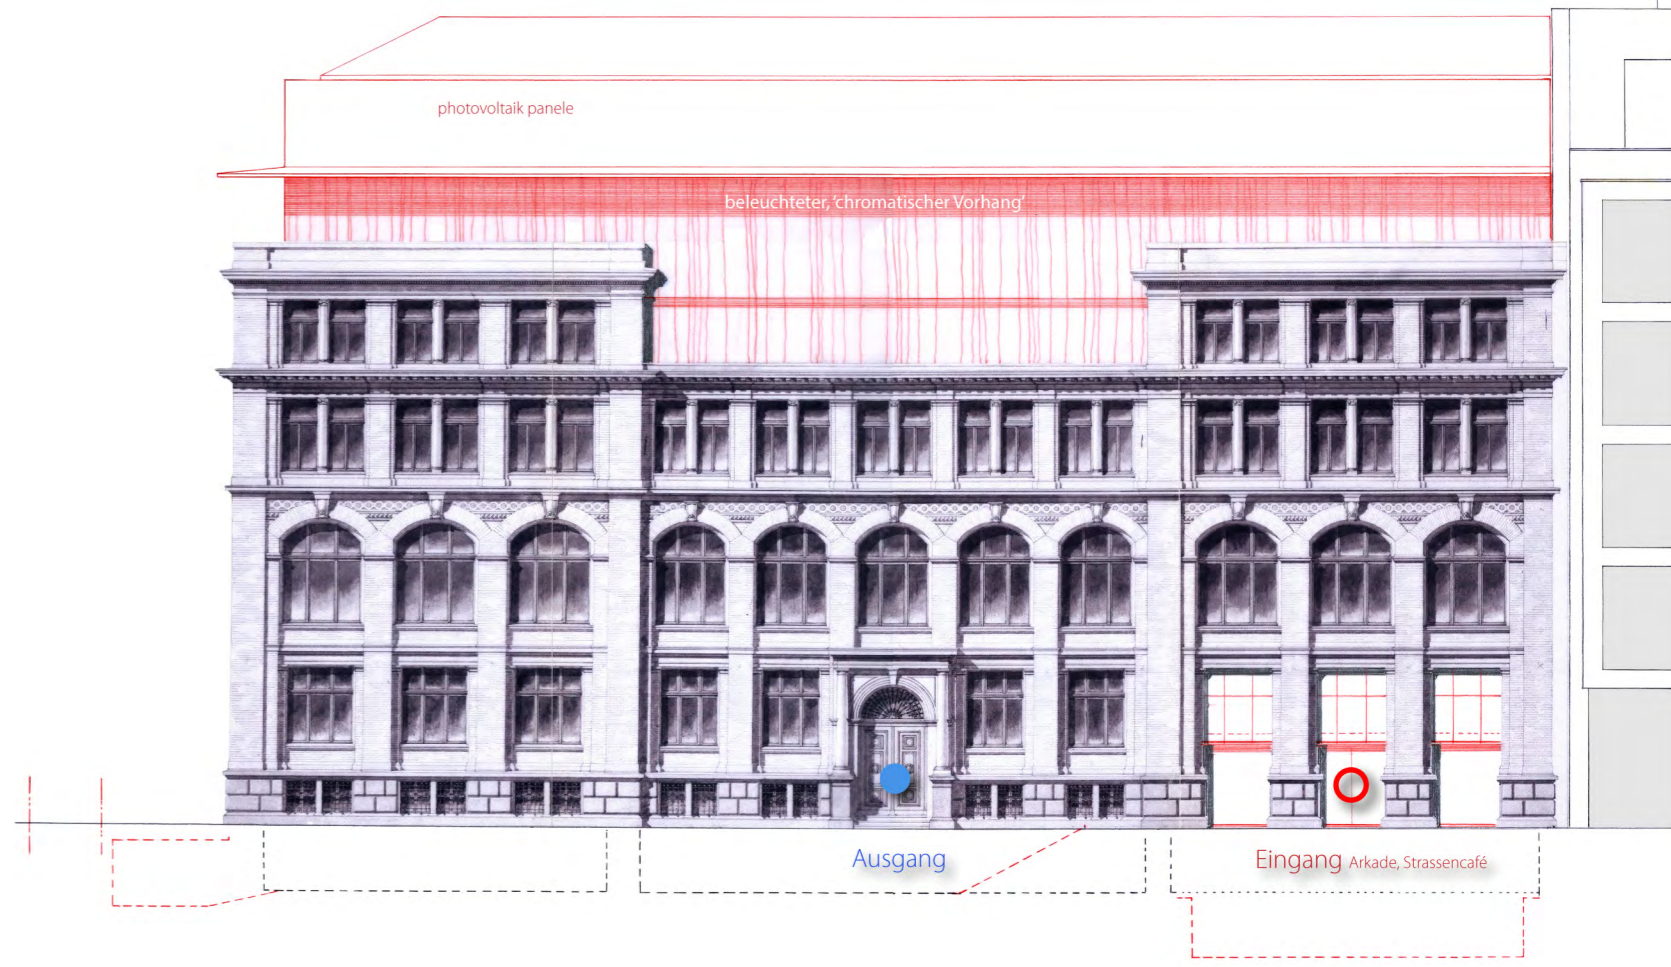 photovoltaik panele
beleuchteter, 'chromatischer Vorhang'
Ausgang
Eingang Arkade, Strassencafé